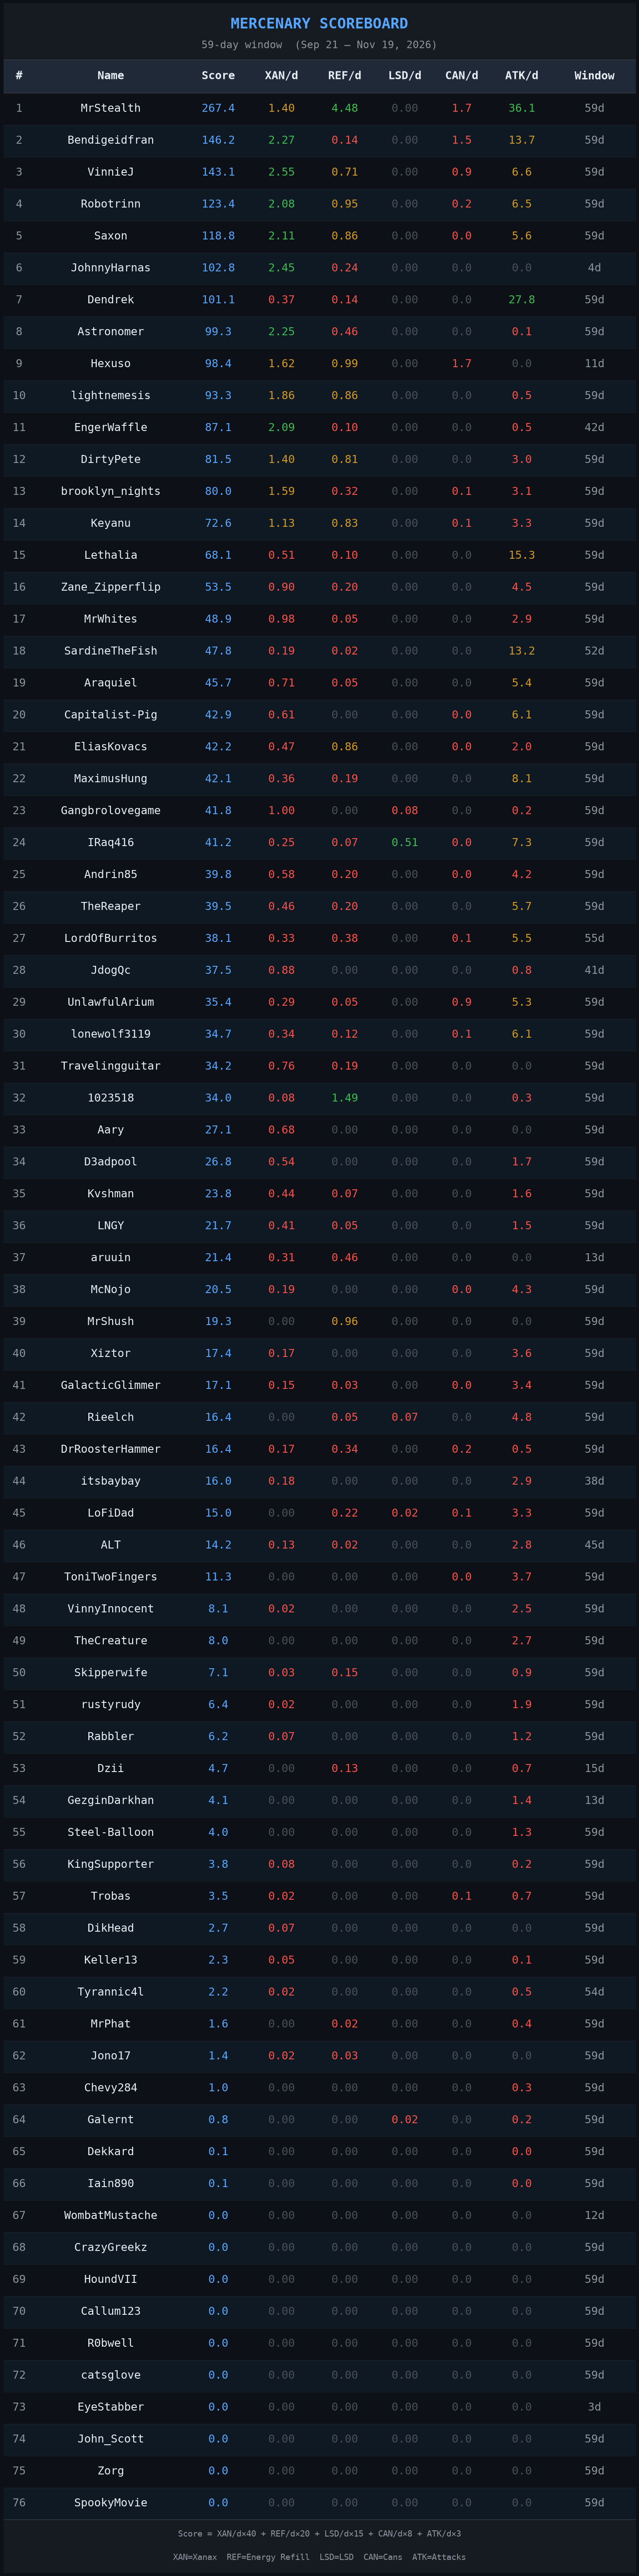 MERCENARY SCOREBOARD
59-day window (Sep 21 — Nov 19, 2026)
# Name Score XAN/d REF/d LSD/d CAN/d ATK/d Window
1 MrStealth 267.4 1.40 4.48 0.00 1.7 36.1 59d
2 Bendigeidfran 146.2 2.27 0.14 0.00 1.5 13.7 59d
3 VinnieJ 143.1 2.55 0.71 0.00 0.9 6.6 59d
4 Robotrinn 123.4 2.08 0.95 0.00 0.2 6.5 59d
5 Saxon 118.8 2.11 0.86 0.00 0.0 5.6 59d
6 JohnnyHarnas 102.8 2.45 0.24 0.00 0.0 0.0 4d
7 Dendrek 101.1 0.37 0.14 0.00 0.0 27.8 59d
8 Astronomer 99.3 2.25 0.46 0.00 0.0 0.1 59d
9 Hexuso 98.4 1.62 0.99 0.00 1.7 0.0 11d
10 lightnemesis 93.3 1.86 0.86 0.00 0.0 0.5 59d
11 EngerWaffle 87.1 2.09 0.10 0.00 0.0 0.5 42d
12 DirtyPete 81.5 1.40 0.81 0.00 0.0 3.0 59d
13 brooklyn_nights 80.0 1.59 0.32 0.00 0.1 3.1 59d
14 Keyanu 72.6 1.13 0.83 0.00 0.1 3.3 59d
15 Lethalia 68.1 0.51 0.10 0.00 0.0 15.3 59d
16 Zane_Zipperflip 53.5 0.90 0.20 0.00 0.0 4.5 59d
17 MrWhites 48.9 0.98 0.05 0.00 0.0 2.9 59d
18 SardineTheFish 47.8 0.19 0.02 0.00 0.0 13.2 52d
19 Araquiel 45.7 0.71 0.05 0.00 0.0 5.4 59d
20 Capitalist-Pig 42.9 0.61 0.00 0.00 0.0 6.1 59d
21 EliasKovacs 42.2 0.47 0.86 0.00 0.0 2.0 59d
22 MaximusHung 42.1 0.36 0.19 0.00 0.0 8.1 59d
23 Gangbrolovegame 41.8 1.00 0.00 0.08 0.0 0.2 59d
24 IRaq416 41.2 0.25 0.07 0.51 0.0 7.3 59d
25 Andrin85 39.8 0.58 0.20 0.00 0.0 4.2 59d
26 TheReaper 39.5 0.46 0.20 0.00 0.0 5.7 59d
27 LordOfBurritos 38.1 0.33 0.38 0.00 0.1 5.5 55d
28 JdogQc 37.5 0.88 0.00 0.00 0.0 0.8 41d
29 UnlawfulArium 35.4 0.29 0.05 0.00 0.9 5.3 59d
30 lonewolf3119 34.7 0.34 0.12 0.00 0.1 6.1 59d
31 Travelingguitar 34.2 0.76 0.19 0.00 0.0 0.0 59d
32 1023518 34.0 0.08 1.49 0.00 0.0 0.3 59d
33 Aary 27.1 0.68 0.00 0.00 0.0 0.0 59d
34 D3adpool 26.8 0.54 0.00 0.00 0.0 1.7 59d
35 Kvshman 23.8 0.44 0.07 0.00 0.0 1.6 59d
36 LNGY 21.7 0.41 0.05 0.00 0.0 1.5 59d
37 aruuin 21.4 0.31 0.46 0.00 0.0 0.0 13d
38 McNojo 20.5 0.19 0.00 0.00 0.0 4.3 59d
39 MrShush 19.3 0.00 0.96 0.00 0.0 0.0 59d
40 Xiztor 17.4 0.17 0.00 0.00 0.0 3.6 59d
41 GalacticGlimmer 17.1 0.15 0.03 0.00 0.0 3.4 59d
42 Rieelch 16.4 0.00 0.05 0.07 0.0 4.8 59d
43 DrRoosterHammer 16.4 0.17 0.34 0.00 0.2 0.5 59d
44 itsbaybay 16.0 0.18 0.00 0.00 0.0 2.9 38d
45 LoFiDad 15.0 0.00 0.22 0.02 0.1 3.3 59d
46 ALT 14.2 0.13 0.02 0.00 0.0 2.8 45d
47 ToniTwoFingers 11.3 0.00 0.00 0.00 0.0 3.7 59d
48 VinnyInnocent 8.1 0.02 0.00 0.00 0.0 2.5 59d
49 TheCreature 8.0 0.00 0.00 0.00 0.0 2.7 59d
50 Skipperwife 7.1 0.03 0.15 0.00 0.0 0.9 59d
51 rustyrudy 6.4 0.02 0.00 0.00 0.0 1.9 59d
52 Rabbler 6.2 0.07 0.00 0.00 0.0 1.2 59d
53 Dzii 4.7 0.00 0.13 0.00 0.0 0.7 15d
54 GezginDarkhan 4.1 0.00 0.00 0.00 0.0 1.4 13d
55 Steel-Balloon 4.0 0.00 0.00 0.00 0.0 1.3 59d
56 KingSupporter 3.8 0.08 0.00 0.00 0.0 0.2 59d
57 Trobas 3.5 0.02 0.00 0.00 0.1 0.7 59d
58 DikHead 2.7 0.07 0.00 0.00 0.0 0.0 59d
59 Keller13 2.3 0.05 0.00 0.00 0.0 0.1 59d
60 Tyrannic4l 2.2 0.02 0.00 0.00 0.0 0.5 54d
61 MrPhat 1.6 0.00 0.02 0.00 0.0 0.4 59d
62 Jono17 1.4 0.02 0.03 0.00 0.0 0.0 59d
63 Chevy284 1.0 0.00 0.00 0.00 0.0 0.3 59d
64 Galernt 0.8 0.00 0.00 0.02 0.0 0.2 59d
65 Dekkard 0.1 0.00 0.00 0.00 0.0 0.0 59d
66 Iain890 0.1 0.00 0.00 0.00 0.0 0.0 59d
67 WombatMustache 0.0 0.00 0.00 0.00 0.0 0.0 12d
68 CrazyGreekz 0.0 0.00 0.00 0.00 0.0 0.0 59d
69 HoundVII 0.0 0.00 0.00 0.00 0.0 0.0 59d
70 Callum123 0.0 0.00 0.00 0.00 0.0 0.0 59d
71 R0bwell 0.0 0.00 0.00 0.00 0.0 0.0 59d
72 catsglove 0.0 0.00 0.00 0.00 0.0 0.0 59d
73 EyeStabber 0.0 0.00 0.00 0.00 0.0 0.0 3d
74 John_Scott 0.0 0.00 0.00 0.00 0.0 0.0 59d
75 Zorg 0.0 0.00 0.00 0.00 0.0 0.0 59d
76 SpookyMovie 0.0 0.00 0.00 0.00 0.0 0.0 59d
Score = XAN/d×40 + REF/d×20 + LSD/d×15 + CAN/d×8 + ATK/d×3
XAN=Xanax REF=Energy Refill LSD=LSD CAN=Cans ATK=Attacks